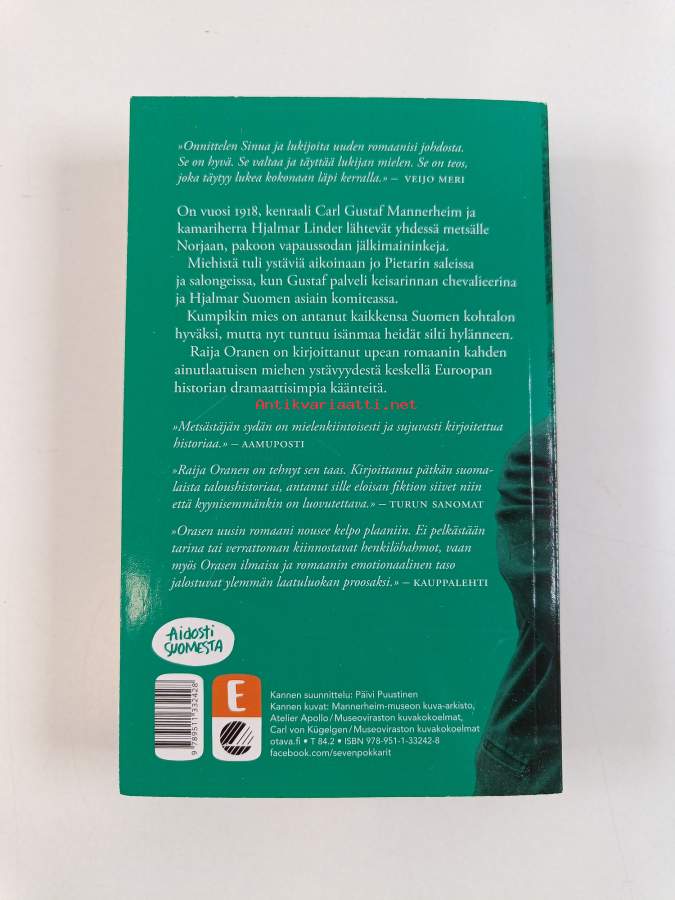 »Onnittelen Sinua ja lukijoita uuden romaanisi johdosta.
Se on hyvä. Se valtaa ja täyttää lukijan mielen. Se on teos,
joka täytyy lukea kokonaan läpi kerralla.» – VEIJO MERI
On vuosi 1918, kenraali Carl Gustaf Mannerheim ja
kamariherra Hjalmar Linder lähtevät yhdessä metsälle
Norjaan, pakoon vapaussodan jälkimaininkeja.
Miehistä tuli ystäviä aikoinaan jo Pietarin saleissa
ja salongeissa, kun Gustaf palveli keisarinnan chevalieerina
ja Hjalmar Suomen asiain komiteassa.
Kumpikin mies on antanut kaikkensa Suomen kohtalon
hyväksi, mutta nyt tuntuu isänmaa heidät silti hylänneen.
Raija Oranen on kirjoittanut upean romaanin kahden
ainutlaatuisen miehen ystävyydestä keskellä Euroopan
historian dramaattisimpia käänteitä.
Antikvariaatti.net
»Metsästäjän sydän on mielenkiintoisesti ja sujuvasti kirjoitettua
historiaa.» – AAMUPOSTI
»Raija Oranen on tehnyt sen taas. Kirjoittanut pätkän suoma-
laista taloushistoriaa, antanut sille eloisan fiktion siivet niin
että kyynisemmänkin on luovutettava.» – TURUN SANOMAT
»Orasen uusin romaani nousee kelpo plaaniin. Ei pelkästään
tarina tai verrattoman kiinnostavat henkilöhahmot, vaan
myös Orasen ilmaisu ja romaanin emotionaalinen taso
jalostuvat ylemmän laatuluokan proosaksi.» – KAUPPALEHTI
Aidosti
SUOMESTA
9 789511 332428
E
Kannen suunnittelu: Päivi Puustinen
Kannen kuvat: Mannerheim-museon kuva-arkisto,
Atelier Apollo/Museoviraston kuvakokoelmat,
Carl von Kügelgen/Museoviraston kuvakokoelmat
otava.fi • T 84.2 • ISBN 978-951-1-33242-8
facebook.com/sevenpokkarit